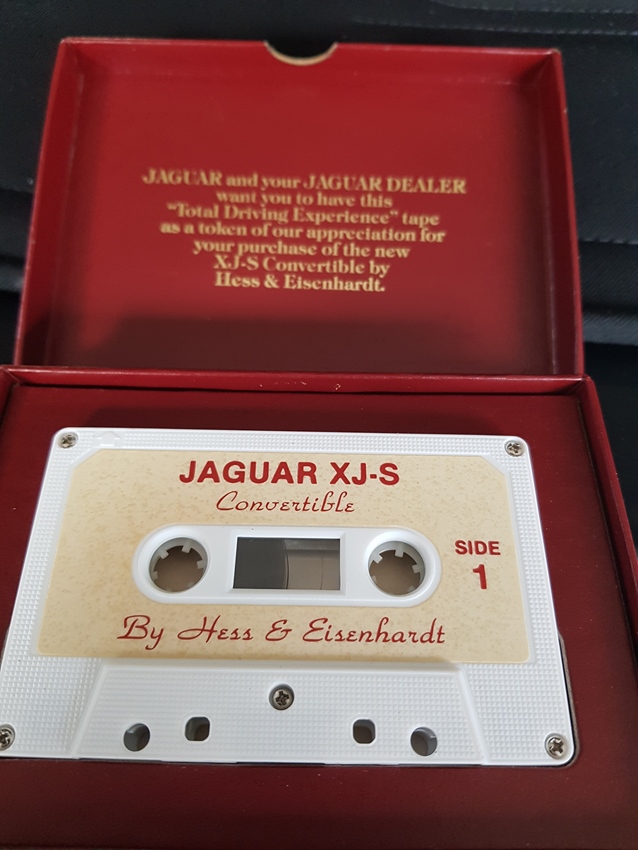 JAGUAR and your JAGUAR DEALER
want you to have this
"Total Driving Experience" tape
as a token of our appreciation for
your purchase of the new
XJ-S Convertible by
Hess & Eisenhardt.
JAGUAR XJ-S
Convertible
SIDE
1
By Hess & Eisenhardt